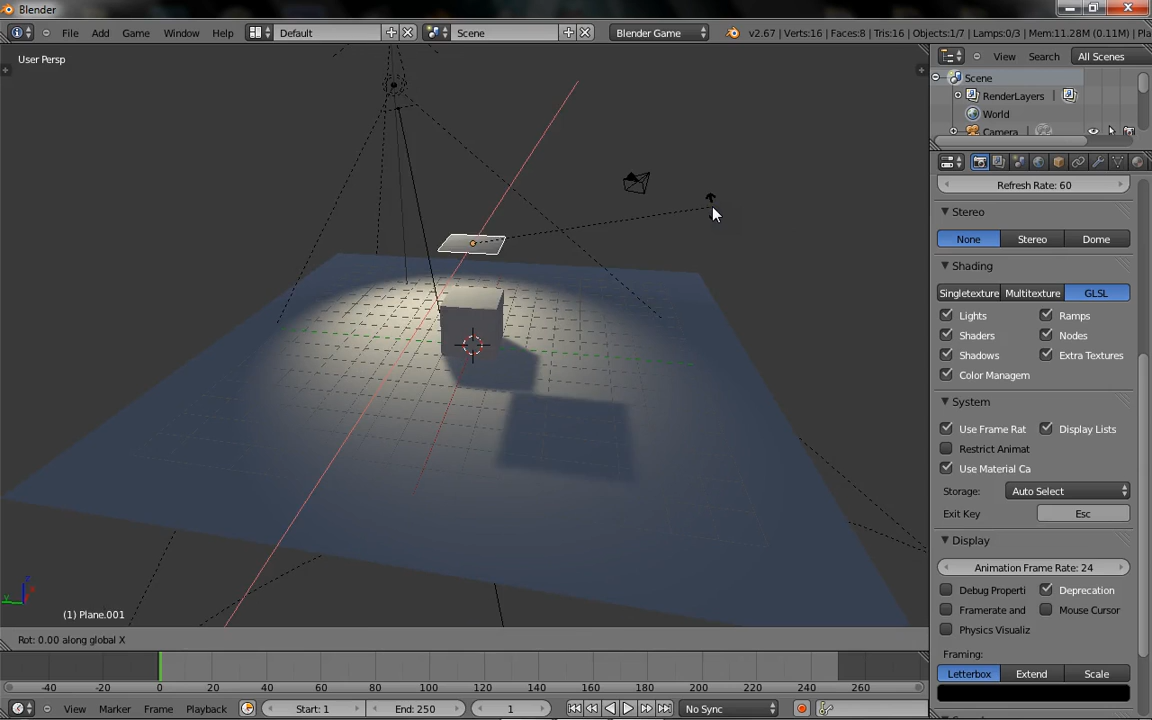 Blender
File Add Game Window Help Default Scene Blender Game v2.67 | Verts:16 | Faces:8 | Tris:16 | Objects:1/7 | Lamps:0/3 | Mem:11.28M (0.11M) | Pla
User Persp
View Search All Scenes
Scene
RenderLayers
World
Camera
Refresh Rate: 60
Stereo
None Stereo Dome
Shading
Singletexture Multitexture GLSL
Lights Ramps
Shaders Nodes
Shadows Extra Textures
Color Managem
System
Use Frame Rat Display Lists
Restrict Animat
Use Material Ca
Storage: Auto Select
Exit Key Esc
Display
Animation Frame Rate: 24
Debug Properti Deprecation
Framerate and Mouse Cursor
Physics Visualiz
Framing:
Letterbox Extend Scale
(1) Plane.001
Rot: 0.00 along global X
-40 -20 0 20 40 60 80 100 120 140 160 180 200 220 240 260
View Marker Frame Playback Start: 1 End: 250 1 No Sync